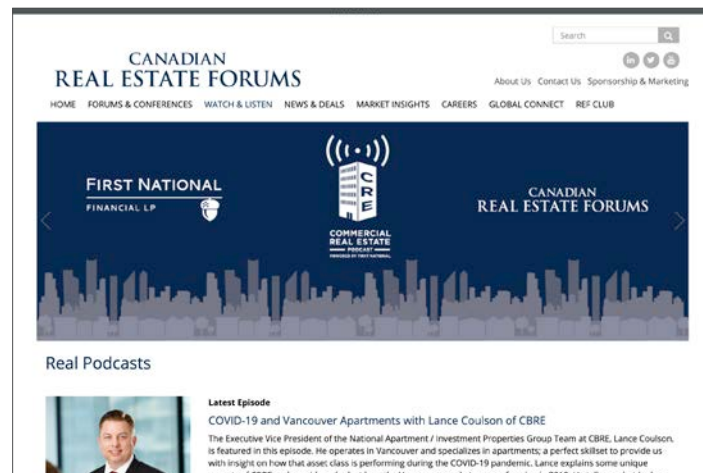 Search
CANADIAN
REAL ESTATE FORUMS
About Us Contact Us Sponsorship & Marketing
HOME FORUMS & CONFERENCES WATCH & LISTEN NEWS & DEALS MARKET INSIGHTS CAREERS GLOBAL CONNECT REF CLUB
FIRST NATIONAL
FINANCIAL LP
CRE
COMMERCIAL
REAL ESTATE
PODCAST
POWERED BY FIRST NATIONAL
CANADIAN
REAL ESTATE FORUMS
Real Podcasts
Latest Episode
COVID-19 and Vancouver Apartments with Lance Coulson of CBRE
The Executive Vice President of the National Apartment / Investment Properties Group Team at CBRE, Lance Coulson,
is featured in this episode. He operates in Vancouver and specializes in apartments; a perfect skillset to provide us
with insight on how that asset class is performing during the COVID-19 pandemic. Lance explains some unique